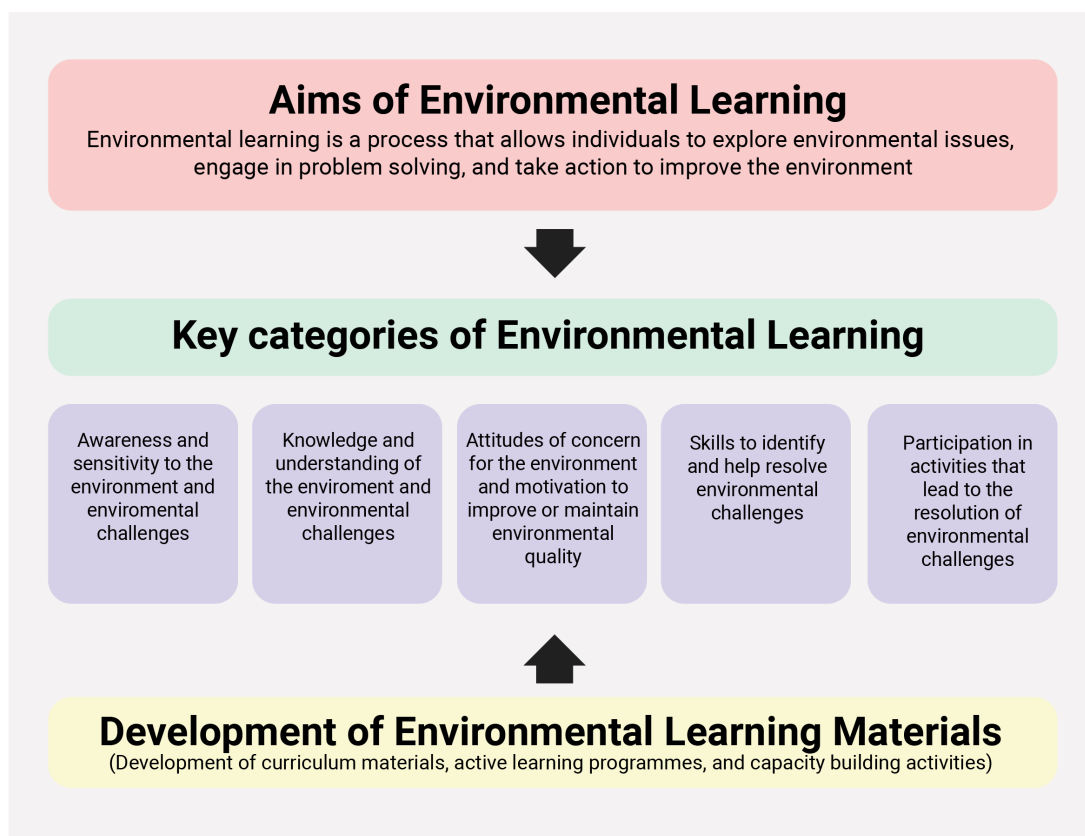 Aims of Environmental Learning
Environmental learning is a process that allows individuals to explore environmental issues,
engage in problem solving, and take action to improve the environment
Key categories of Environmental Learning
Awareness and
sensitivity to the
environment and
enviromental
challenges
Knowledge and
understanding of
the enviroment and
environmental
challenges
Attitudes of concern
for the environment
and motivation to
improve or maintain
environmental
quality
Skills to identify
and help resolve
environmental
challenges
Participation in
activities that
lead to the
resolution of
environmental
challenges
Development of Environmental Learning Materials
(Development of curriculum materials, active learning programmes, and capacity building activities)